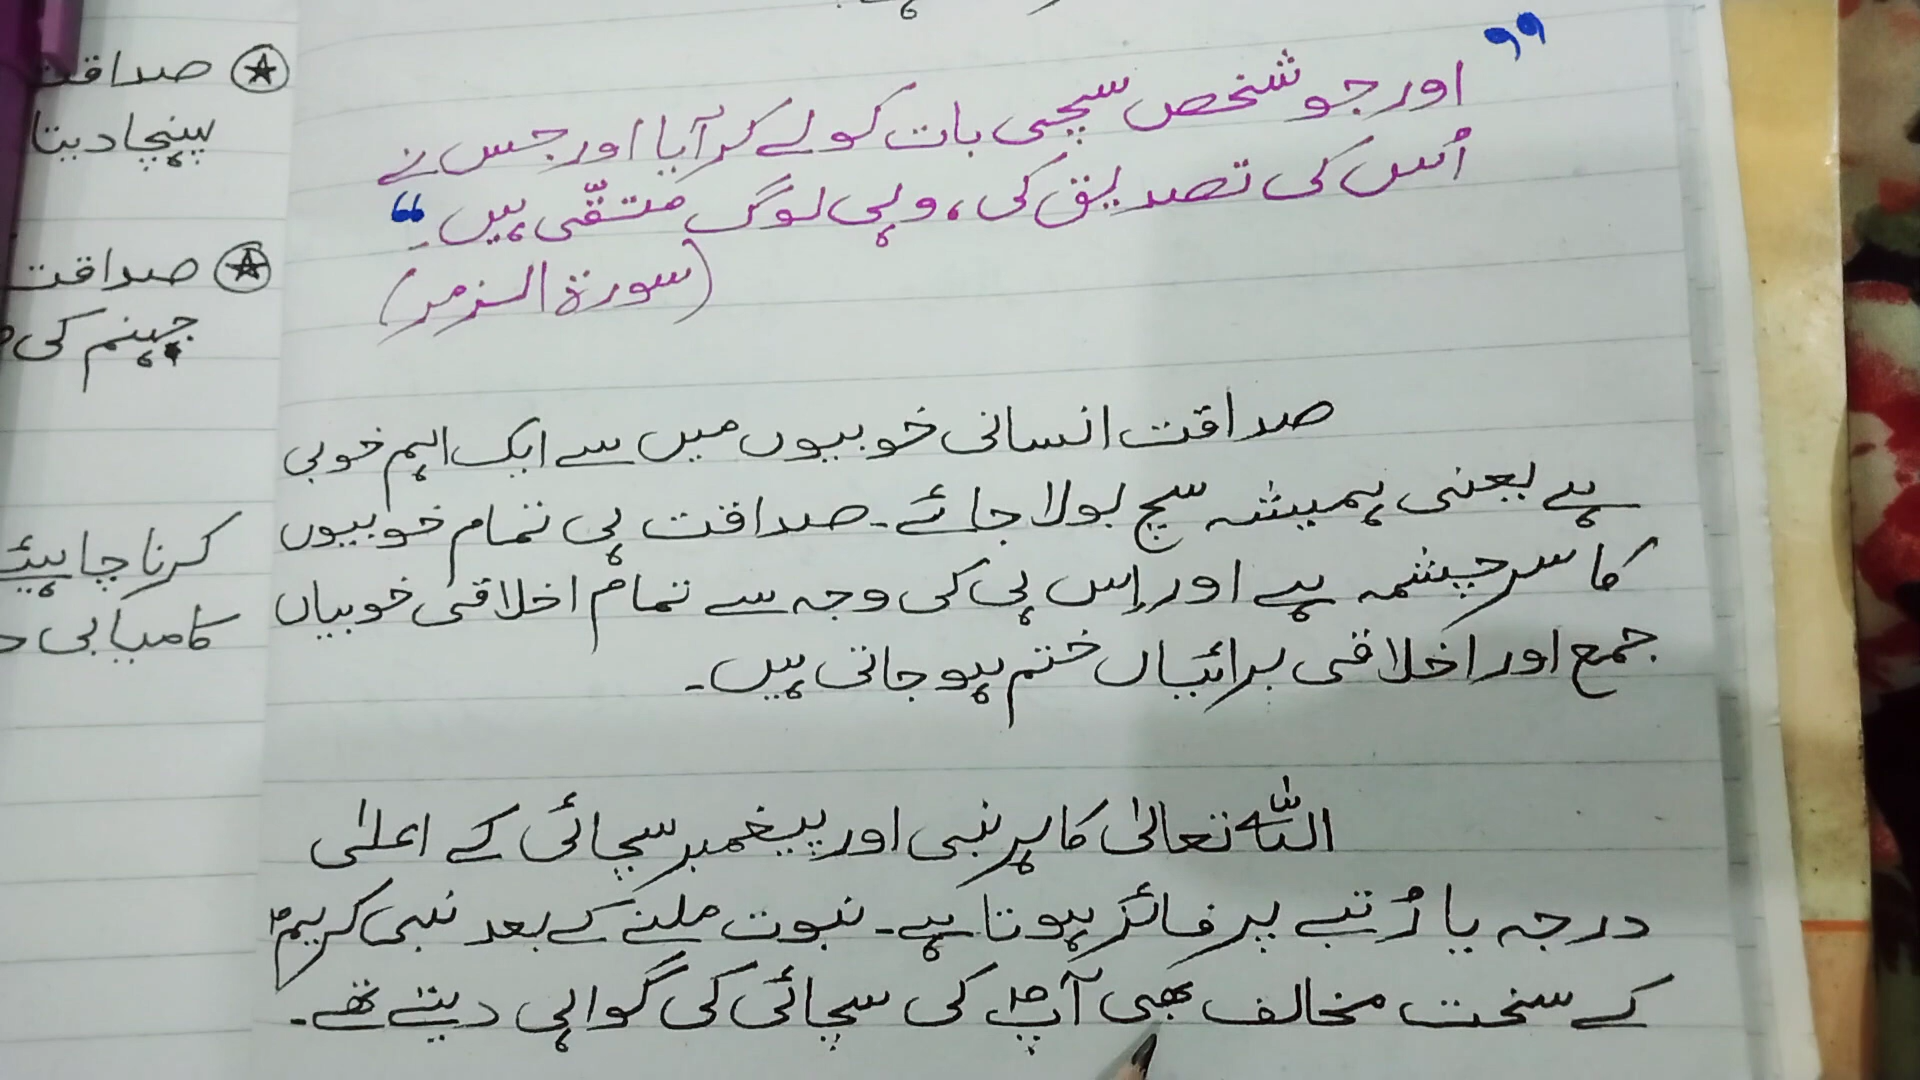 "اور جو شخص سچی بات کو لے کر آیا اور جس نے
اُس کی تصدیق کی، وہی لوگ متقّی ہیں۔"
(سورۃ الزمر)
صداقت انسانی خوبیوں میں سے ایک اہم خوبی
ہے یعنی ہمیشہ سچ بولا جائے۔ صداقت ہی تمام خوبیوں
کا سرچشمہ ہے اور اِس ہی کی وجہ سے تمام اخلاقی خوبیاں
جمع اور اخلاقی برائیاں ختم ہو جاتی ہیں۔
اللہ تعالیٰ کا ہر نبی اور پیغمبر سچائی کے اعلیٰ
درجہ یا رُتبے پر فائز ہوتا ہے۔ نبوت ملنے کے بعد نبی کریمؐ
کے سخت مخالف بھی آپؐ کی سچائی کی گواہی دیتے تھے۔
صداقت
پہنچا دیتا
صداقت
جہنم کی
کرنا چاہیئے
کامیابی